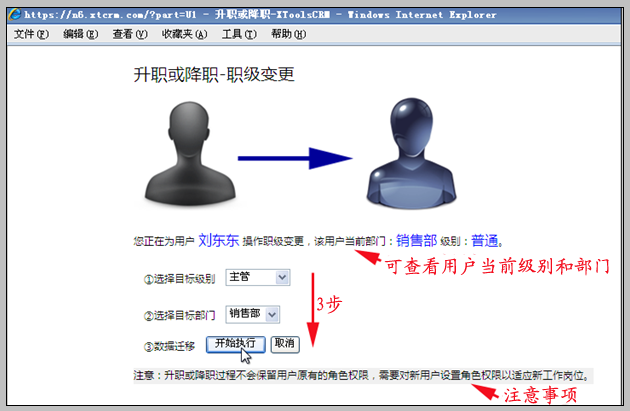 https://n6.xtcrm.com/?part=U1 - 升职或降职-XToolsCRM - Windows Internet Explorer
文件(F) 编辑(E) 查看(V) 收藏夹(A) 工具(T) 帮助(H)
升职或降职-职级变更
您正在为用户 刘东东 操作职级变更，该用户当前部门：销售部 级别：普通。
可查看用户当前级别和部门
①选择目标级别 主管
3步
②选择目标部门 销售部
③数据迁移 开始执行 取消
注意：升职或降职过程不会保留用户原有的角色权限，需要对新用户设置角色权限以适应新工作岗位。
注意事项